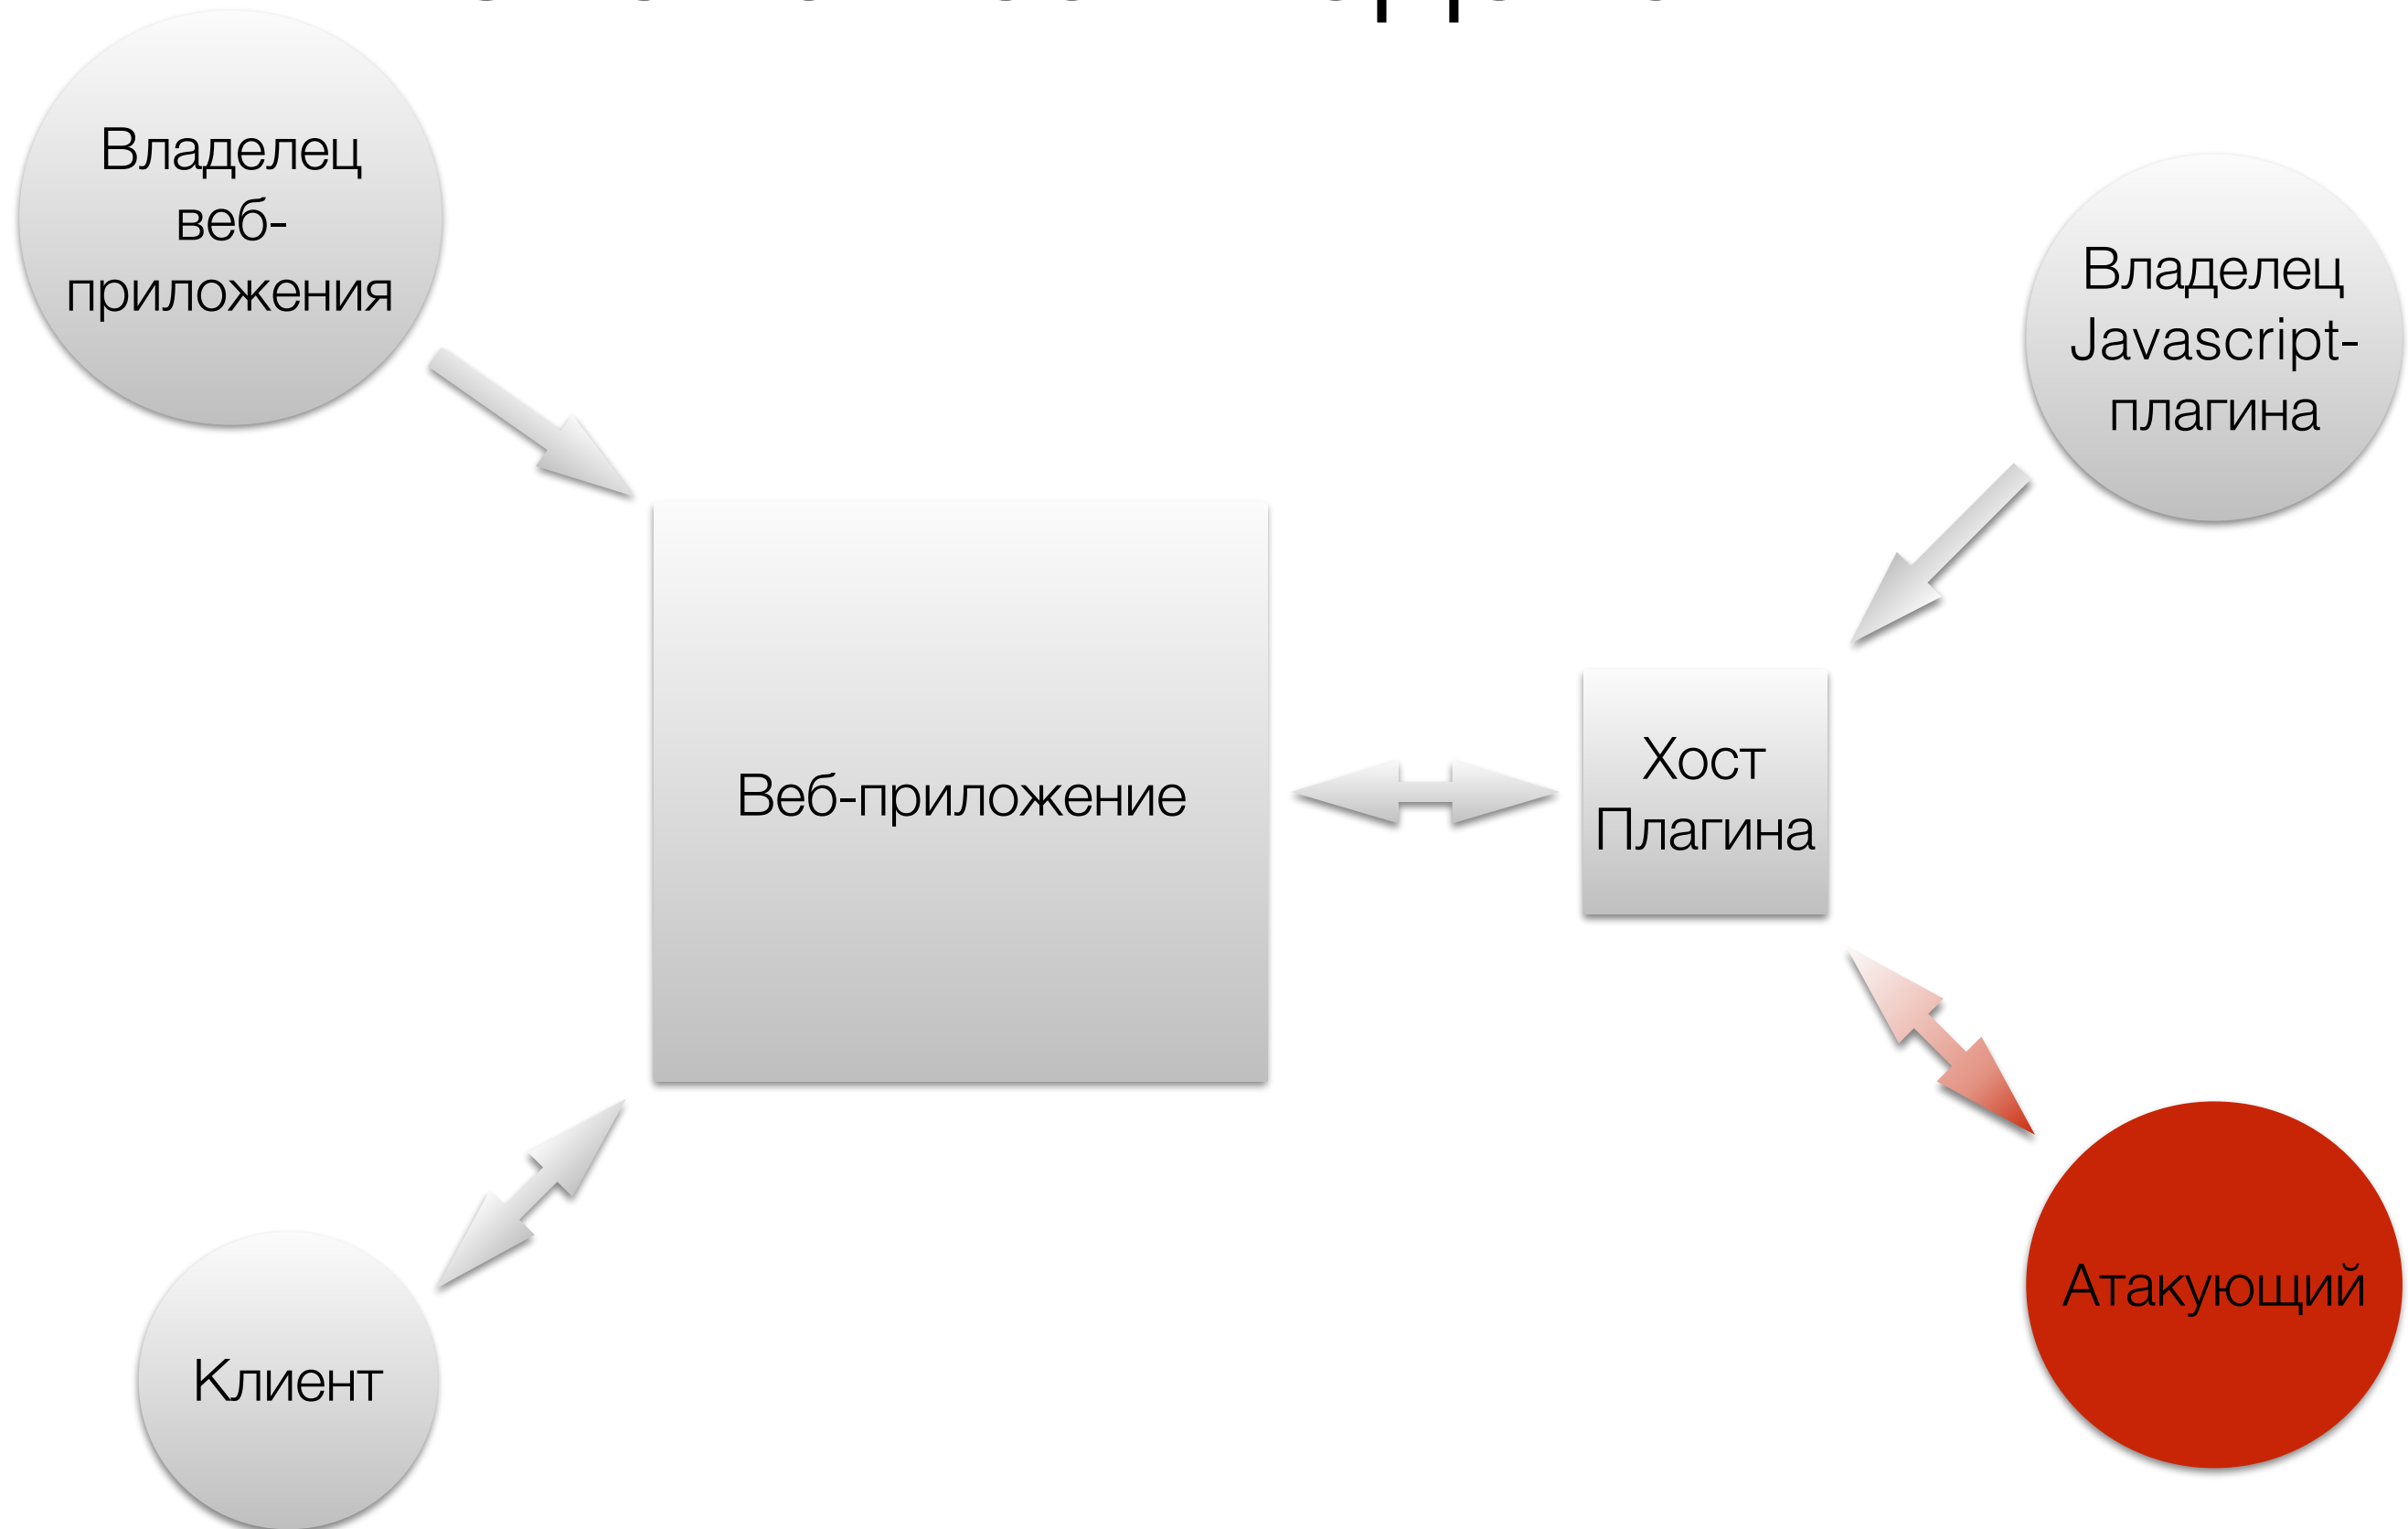 Владелец
веб-
приложения
Владелец
Javascript-
плагина
Веб-приложение
Хост
Плагина
Клиент
Атакующий